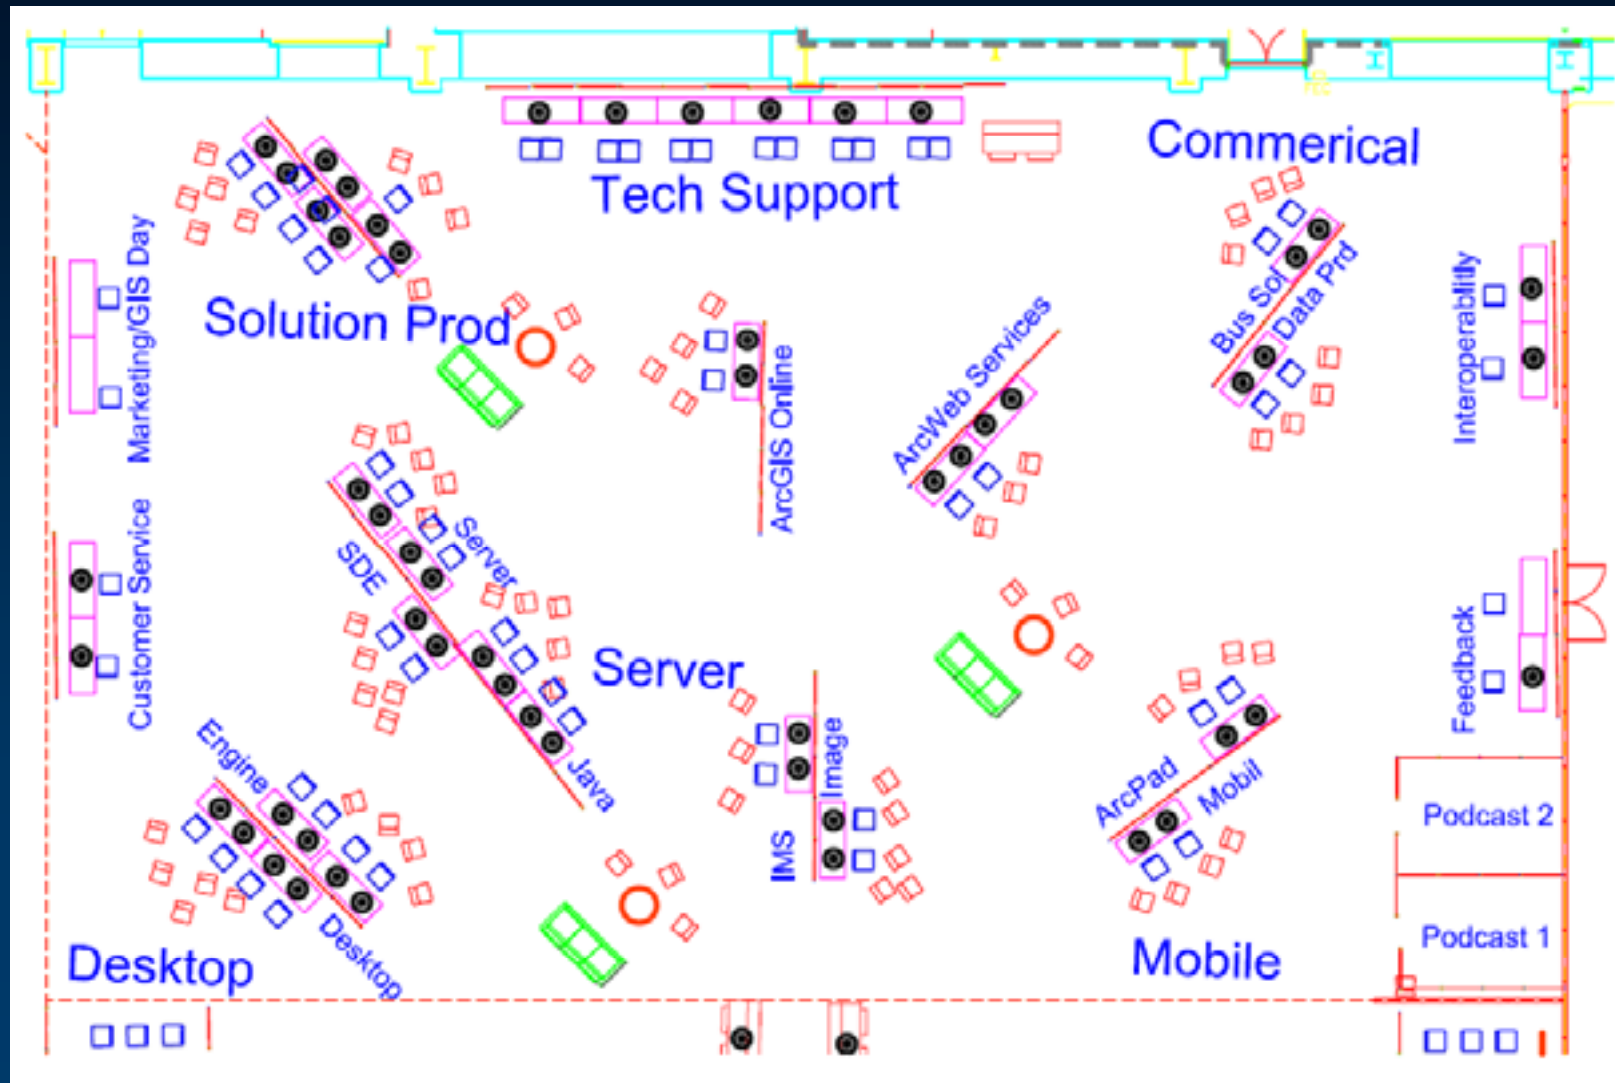 Tech Support
Commerical
Solution Prod
Marketing/GIS Day
ArcGIS Online
ArcWeb Services
Bus Sol
Data Prd
Interoperablitly
Customer Service
SDE
Server
Java
Server
Engine
Desktop
Desktop
Image
IMS
ArcPad
Mobil
Mobile
Feedback
Podcast 2
Podcast 1